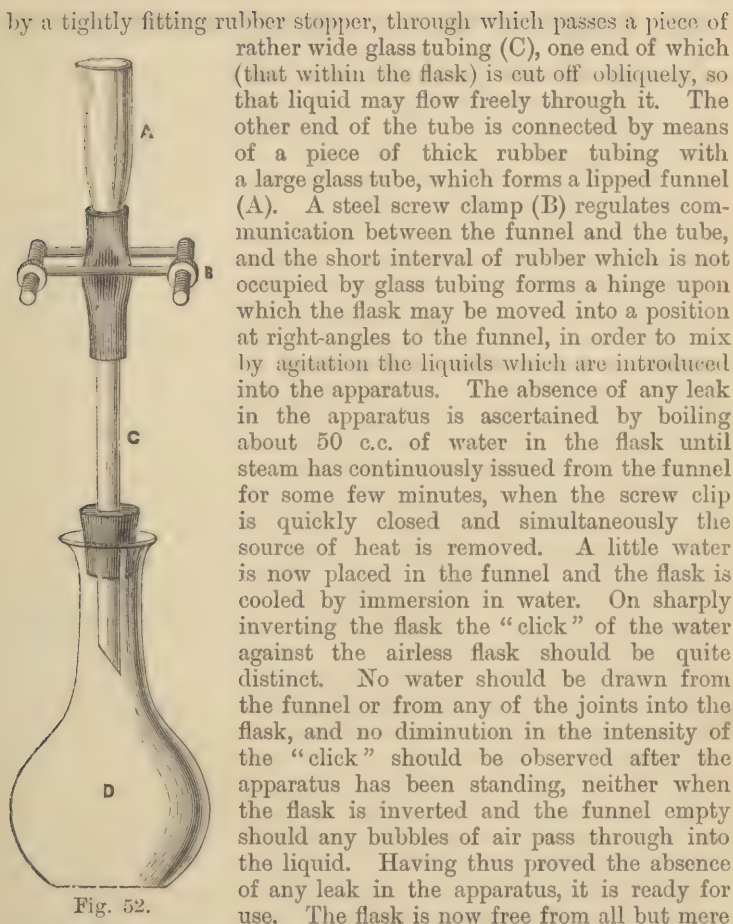 by a tightly fitting rubber stopper, through which passes a piece of
rather wide glass tubing (C), one end of which
(that within the flask) is cut off obliquely, so
that liquid may flow freely through it. The
other end of the tube is connected by means
of a piece of thick rubber tubing with
a large glass tube, which forms a lipped funnel
(A). A steel screw clamp (B) regulates com-
munication between the funnel and the tube,
and the short interval of rubber which is not
occupied by glass tubing forms a hinge upon
which the flask may be moved into a position
at right-angles to the funnel, in order to mix
by agitation the liquids which are introduced
into the apparatus. The absence of any leak
in the apparatus is ascertained by boiling
about 50 c.c. of water in the flask until
steam has continuously issued from the funnel
for some few minutes, when the screw clip
is quickly closed and simultaneously the
source of heat is removed. A little water
is now placed in the funnel and the flask is
cooled by immersion in water. On sharply
inverting the flask the “click” of the water
against the airless flask should be quite
distinct. No water should be drawn from
the funnel or from any of the joints into the
flask, and no diminution in the intensity of
the “click” should be observed after the
apparatus has been standing, neither when
the flask is inverted and the funnel empty
should any bubbles of air pass through into
the liquid. Having thus proved the absence
of any leak in the apparatus, it is ready for
use. The flask is now free from all but mere
A
B
C
D
Fig. 52.